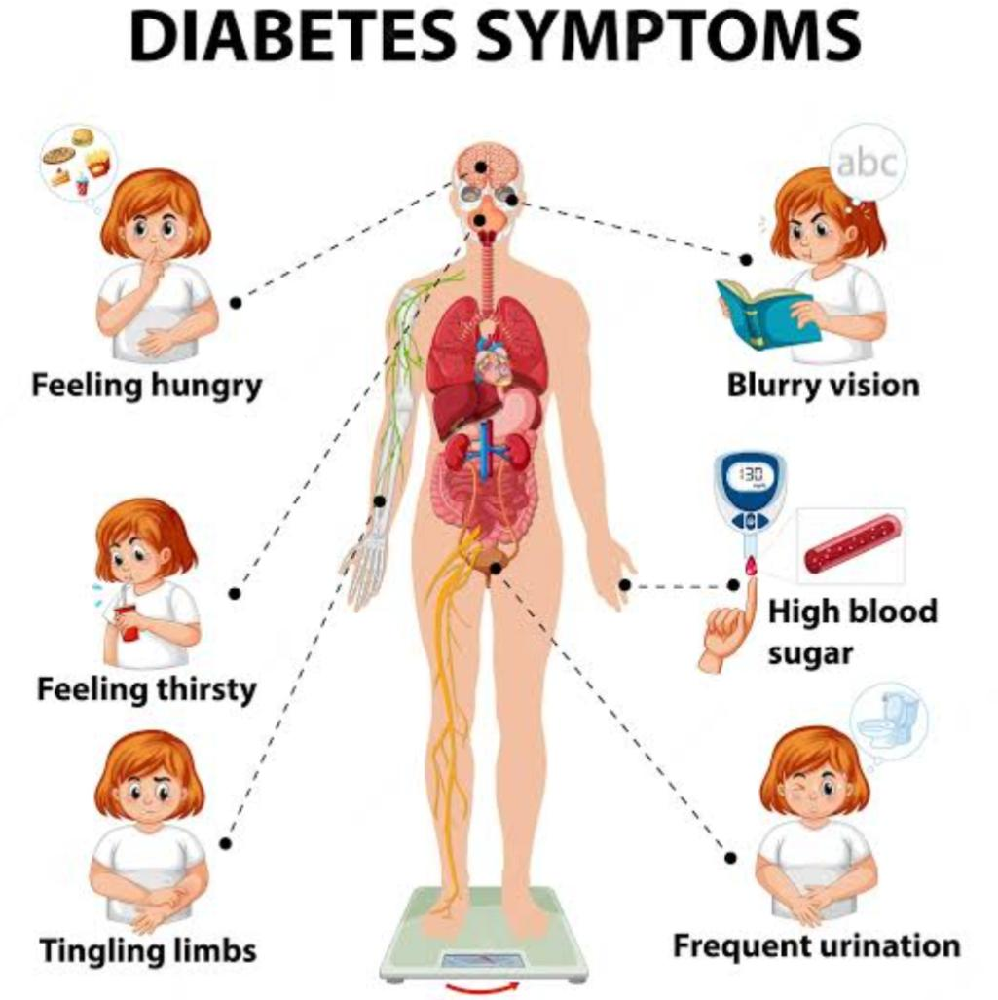 DIABETES SYMPTOMS
abc
Feeling hungry
Blurry vision
130
High blood
sugar
Feeling thirsty
Tingling limbs
Frequent urination